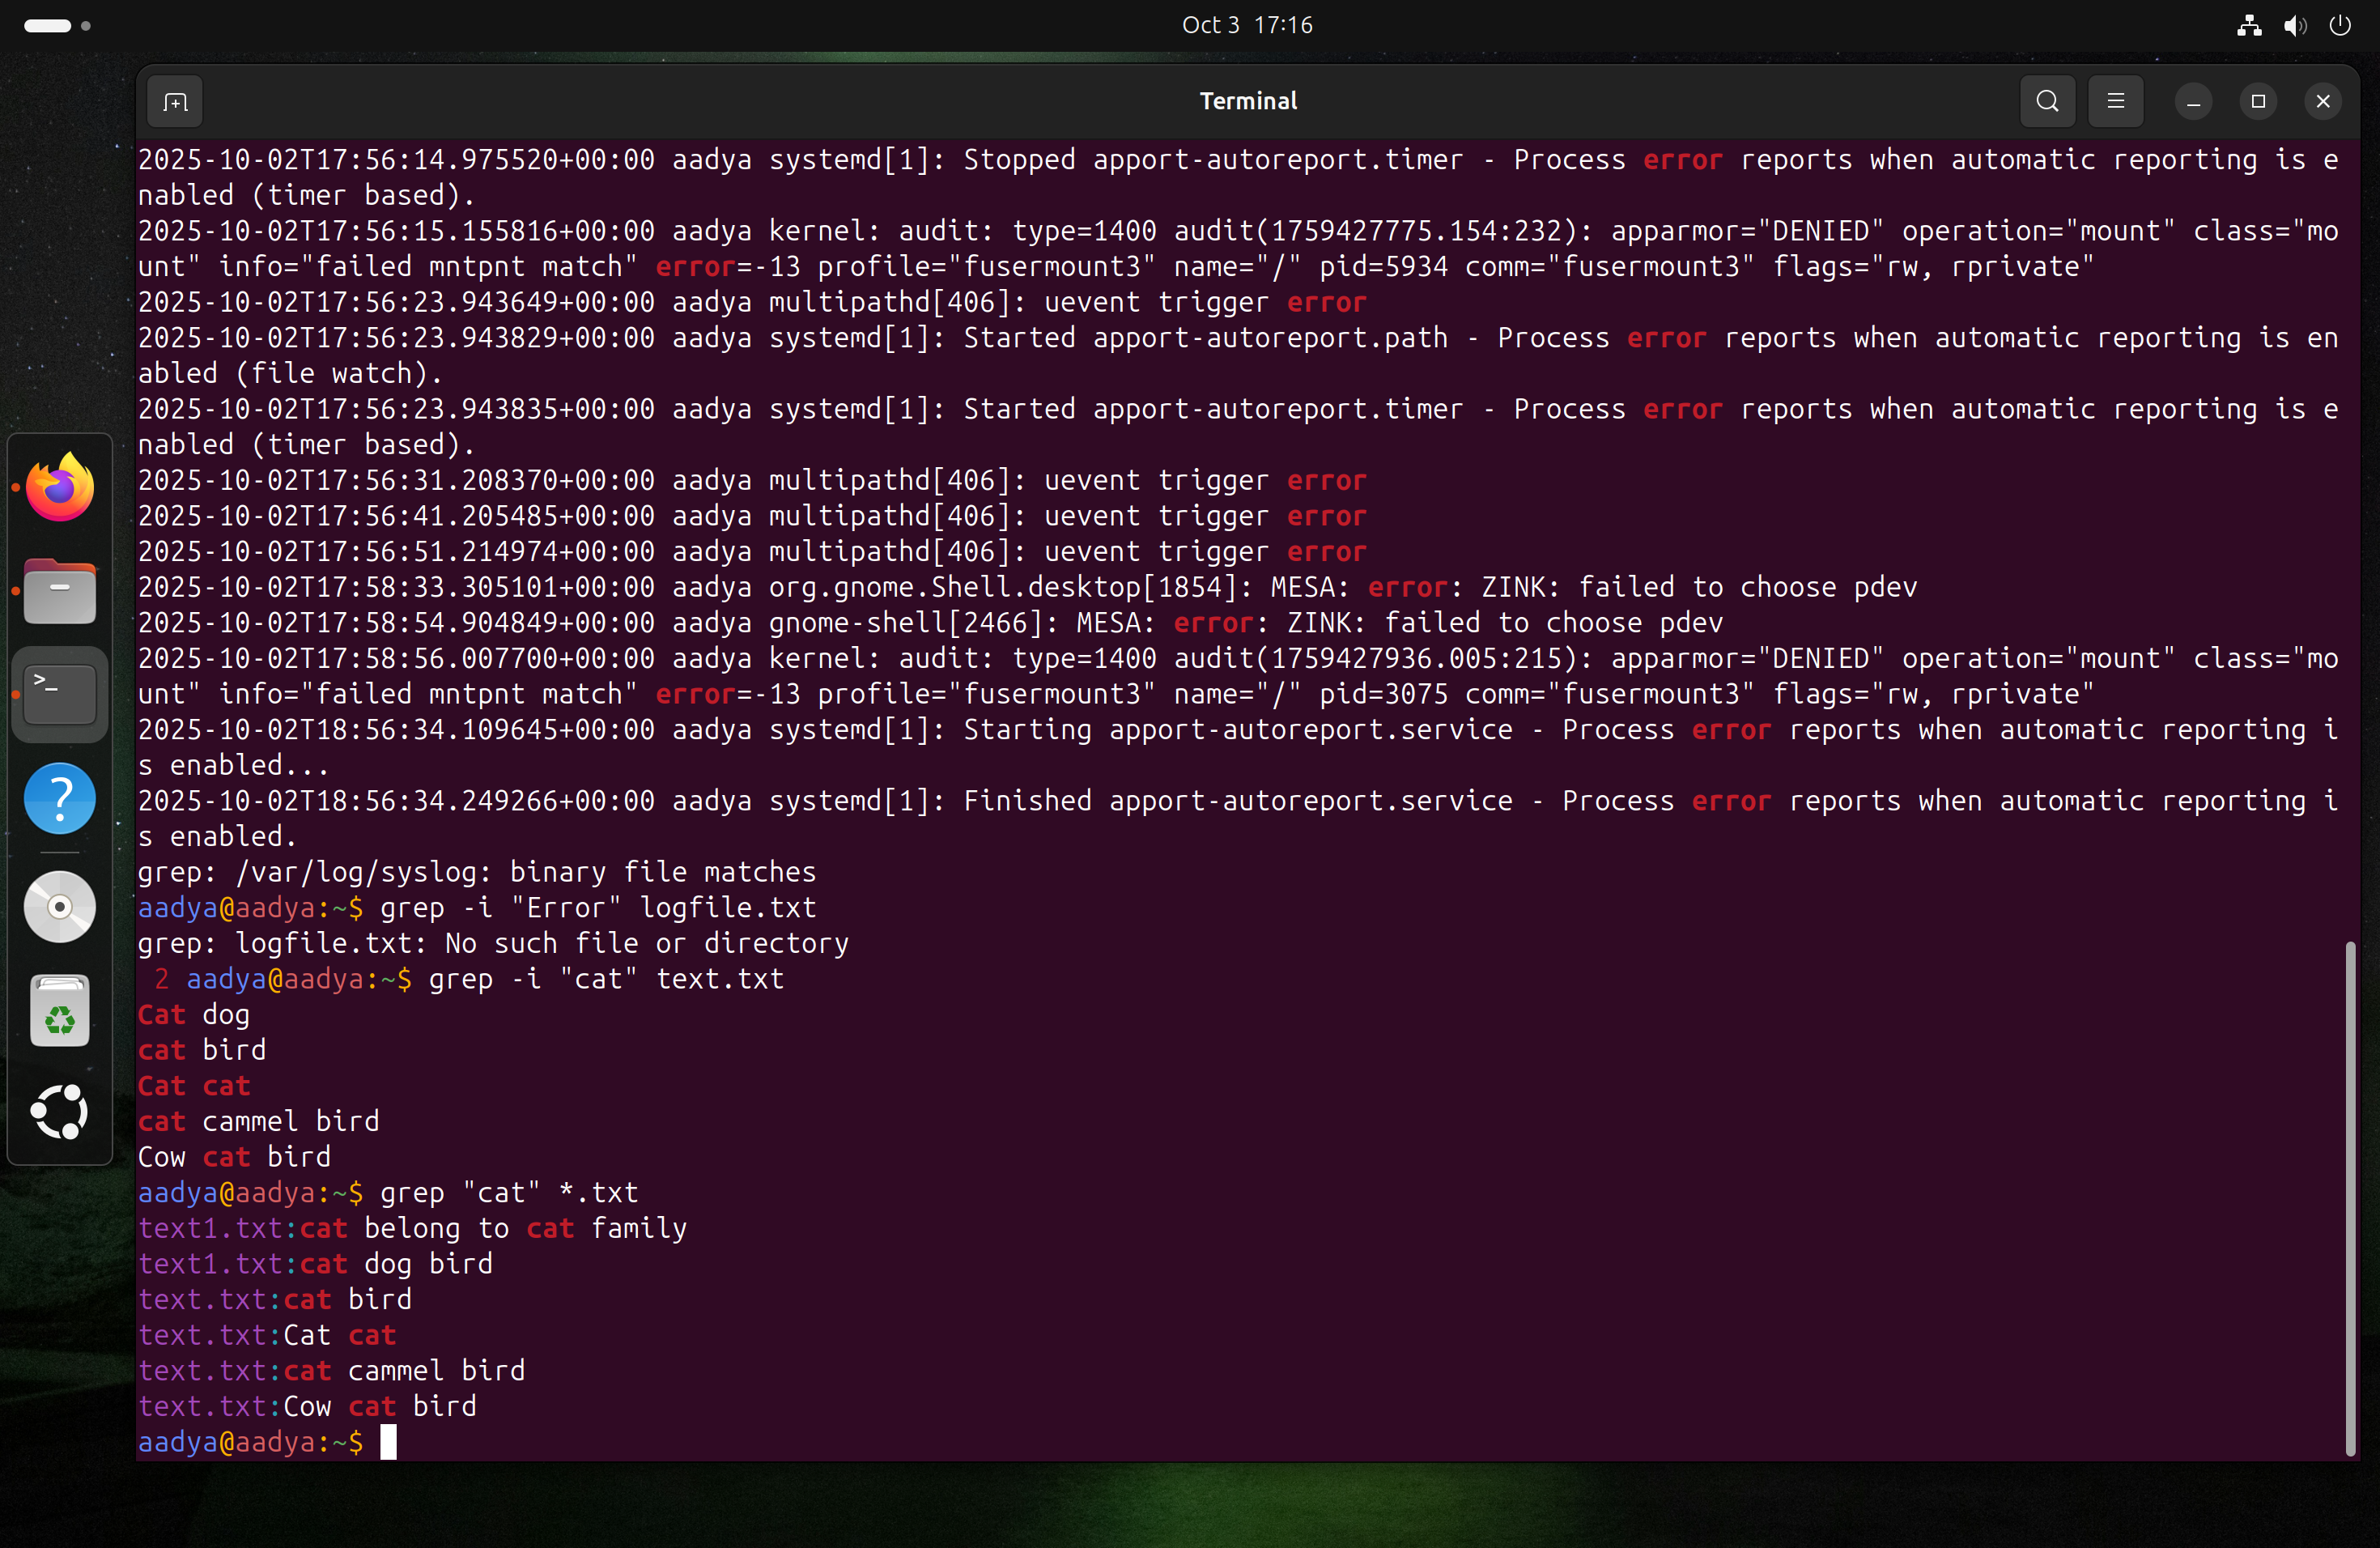 Oct 3 17:16
Terminal
2025-10-02T17:56:14.975520+00:00 aadya systemd[1]: Stopped apport-autoreport.timer - Process error reports when automatic reporting is e
nabled (timer based).
2025-10-02T17:56:15.155816+00:00 aadya kernel: audit: type=1400 audit(1759427775.154:232): apparmor="DENIED" operation="mount" class="mo
unt" info="failed mntpnt match" error=-13 profile="fusermount3" name="/" pid=5934 comm="fusermount3" flags="rw, rprivate"
2025-10-02T17:56:23.943649+00:00 aadya multipathd[406]: uevent trigger error
2025-10-02T17:56:23.943829+00:00 aadya systemd[1]: Started apport-autoreport.path - Process error reports when automatic reporting is en
abled (file watch).
2025-10-02T17:56:23.943835+00:00 aadya systemd[1]: Started apport-autoreport.timer - Process error reports when automatic reporting is e
nabled (timer based).
2025-10-02T17:56:31.208370+00:00 aadya multipathd[406]: uevent trigger error
2025-10-02T17:56:41.205485+00:00 aadya multipathd[406]: uevent trigger error
2025-10-02T17:56:51.214974+00:00 aadya multipathd[406]: uevent trigger error
2025-10-02T17:58:33.305101+00:00 aadya org.gnome.Shell.desktop[1854]: MESA: error: ZINK: failed to choose pdev
2025-10-02T17:58:54.904849+00:00 aadya gnome-shell[2466]: MESA: error: ZINK: failed to choose pdev
2025-10-02T17:58:56.007700+00:00 aadya kernel: audit: type=1400 audit(1759427936.005:215): apparmor="DENIED" operation="mount" class="mo
unt" info="failed mntpnt match" error=-13 profile="fusermount3" name="/" pid=3075 comm="fusermount3" flags="rw, rprivate"
2025-10-02T18:56:34.109645+00:00 aadya systemd[1]: Starting apport-autoreport.service - Process error reports when automatic reporting i
s enabled...
2025-10-02T18:56:34.249266+00:00 aadya systemd[1]: Finished apport-autoreport.service - Process error reports when automatic reporting i
s enabled.
grep: /var/log/syslog: binary file matches
aadya@aadya:~$ grep -i "Error" logfile.txt
grep: logfile.txt: No such file or directory
2 aadya@aadya:~$ grep -i "cat" text.txt
Cat dog
cat bird
Cat cat
cat cammel bird
Cow cat bird
aadya@aadya:~$ grep "cat" *.txt
text1.txt:cat belong to cat family
text1.txt:cat dog bird
text.txt:cat bird
text.txt:Cat cat
text.txt:cat cammel bird
text.txt:Cow cat bird
aadya@aadya:~$